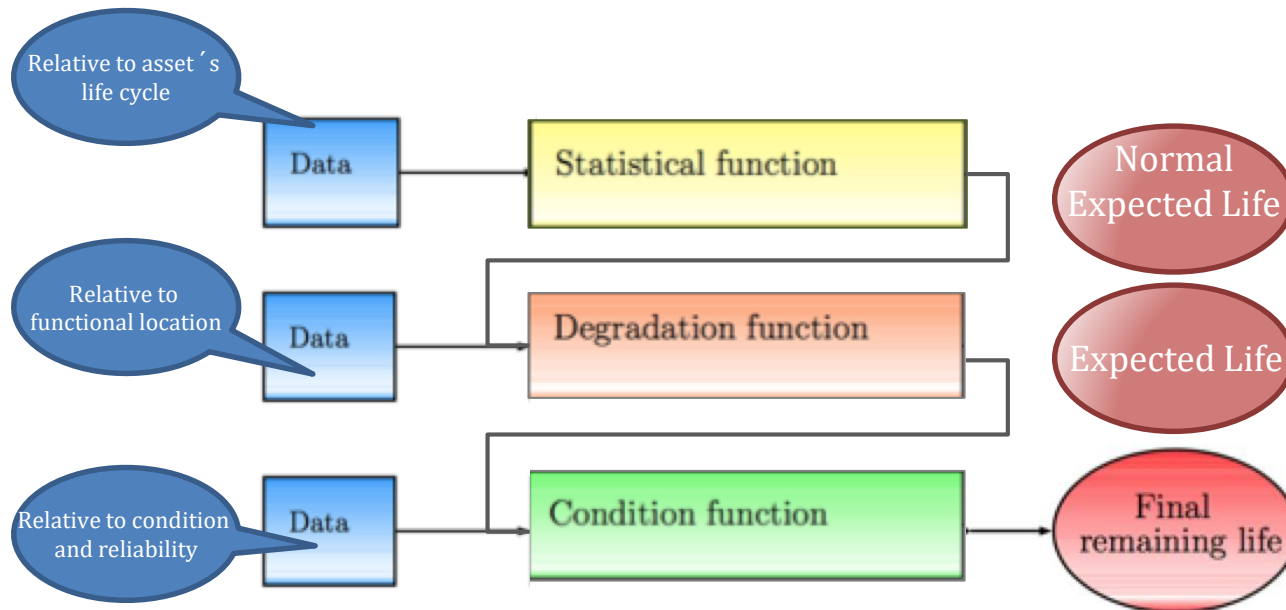 Relative to asset´s
life cycle
Data
Statistical function
Normal
Expected Life
Relative to
functional location
Data
Degradation function
Expected Life
Relative to condition
and reliability
Data
Condition function
Final
remaining life